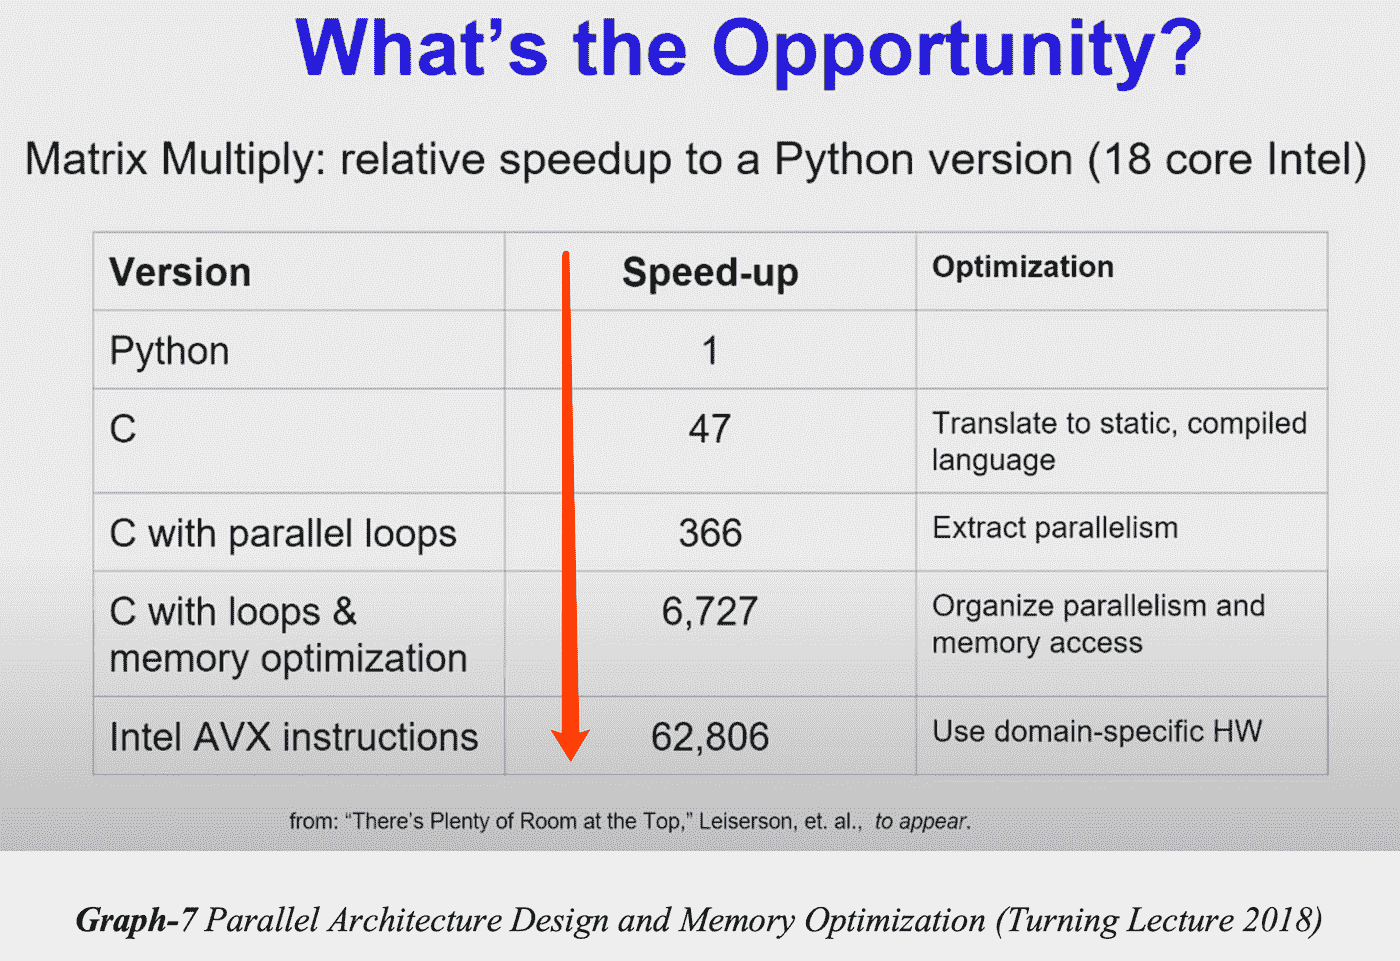 What's the Opportunity?
Matrix Multiply: relative speedup to a Python version (18 core Intel)
Version Speed-up Optimization
Python 1
C 47 Translate to static, compiled
language
C with parallel loops 366 Extract parallelism
C with loops & 6,727 Organize parallelism and
memory optimization memory access
Intel AVX instructions 62,806 Use domain-specific HW
from: “There's Plenty of Room at the Top,” Leiserson, et. al., to appear.
Graph-7 Parallel Architecture Design and Memory Optimization (Turning Lecture 2018)